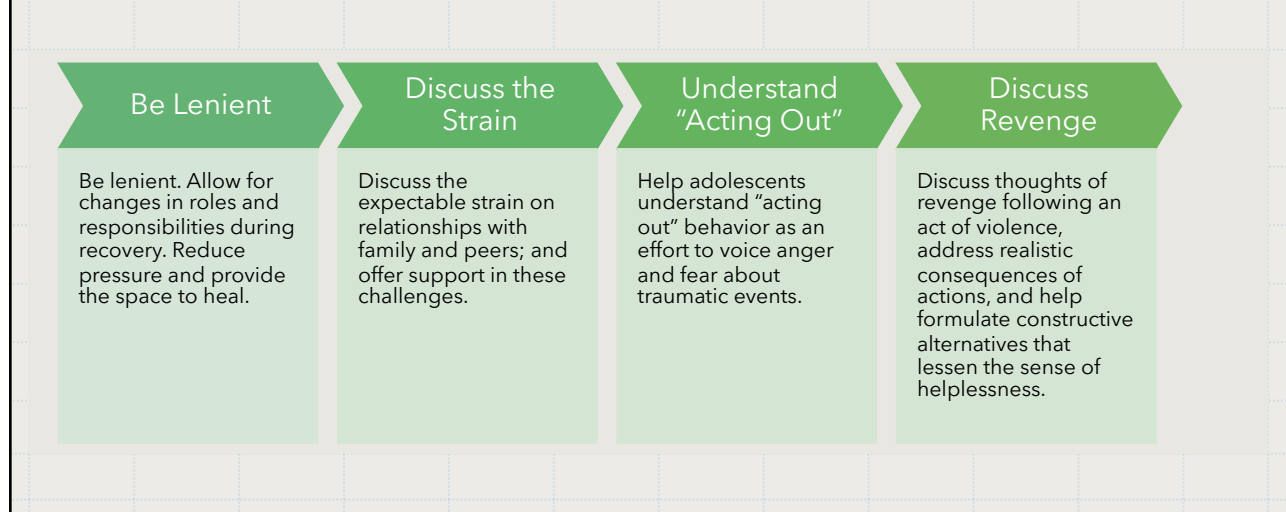 Be Lenient
Be lenient. Allow for
changes in roles and
responsibilities during
recovery. Reduce
pressure and provide
the space to heal.
Discuss the
Strain
Discuss the
expectable strain on
relationships with
family and peers; and
offer support in these
challenges.
Understand
“Acting Out”
Help adolescents
understand “acting
out” behavior as an
effort to voice anger
and fear about
traumatic events.
Discuss
Revenge
Discuss thoughts of
revenge following an
act of violence,
address realistic
consequences of
actions, and help
formulate constructive
alternatives that
lessen the sense of
helplessness.